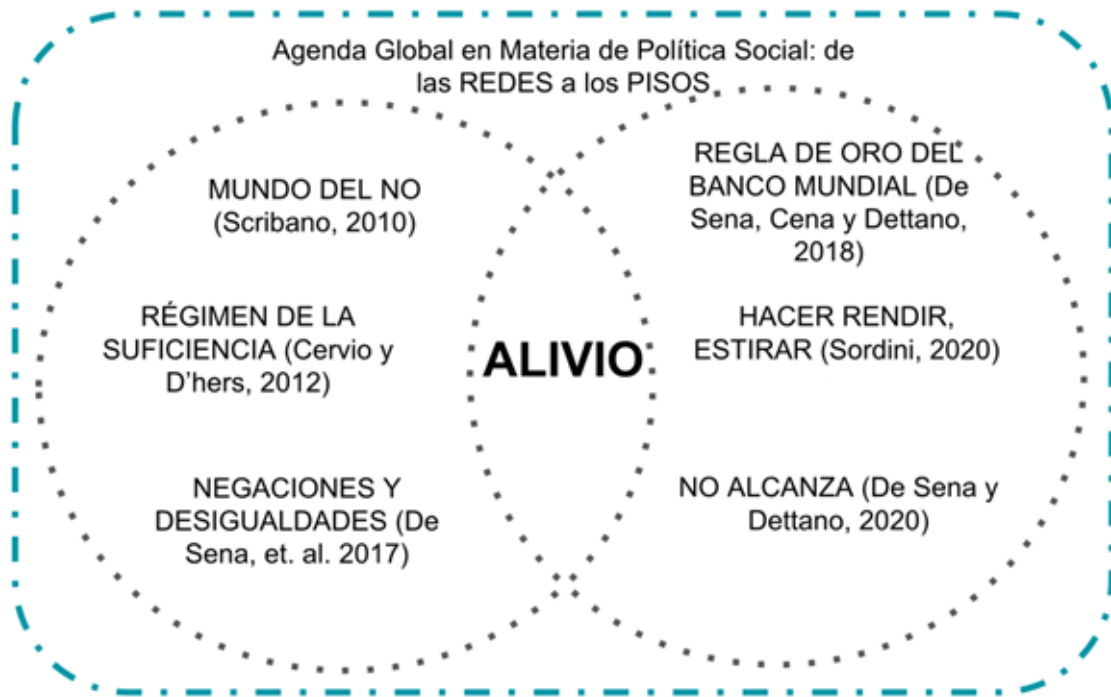 Agenda Global en Materia de Política Social: de
las REDES a los PISOS
MUNDO DEL NO
(Scribano, 2010)
RÉGIMEN DE LA
SUFICIENCIA (Cervio y
D'hers, 2012)
NEGACIONES Y
DESIGUALDADES (De
Sena, et. al. 2017)
ALIVIO
REGLA DE ORO DEL
BANCO MUNDIAL (De
Sena, Cena y Dettano,
2018)
HACER RENDIR,
ESTIRAR (Sordini, 2020)
NO ALCANZA (De Sena y
Dettano, 2020)